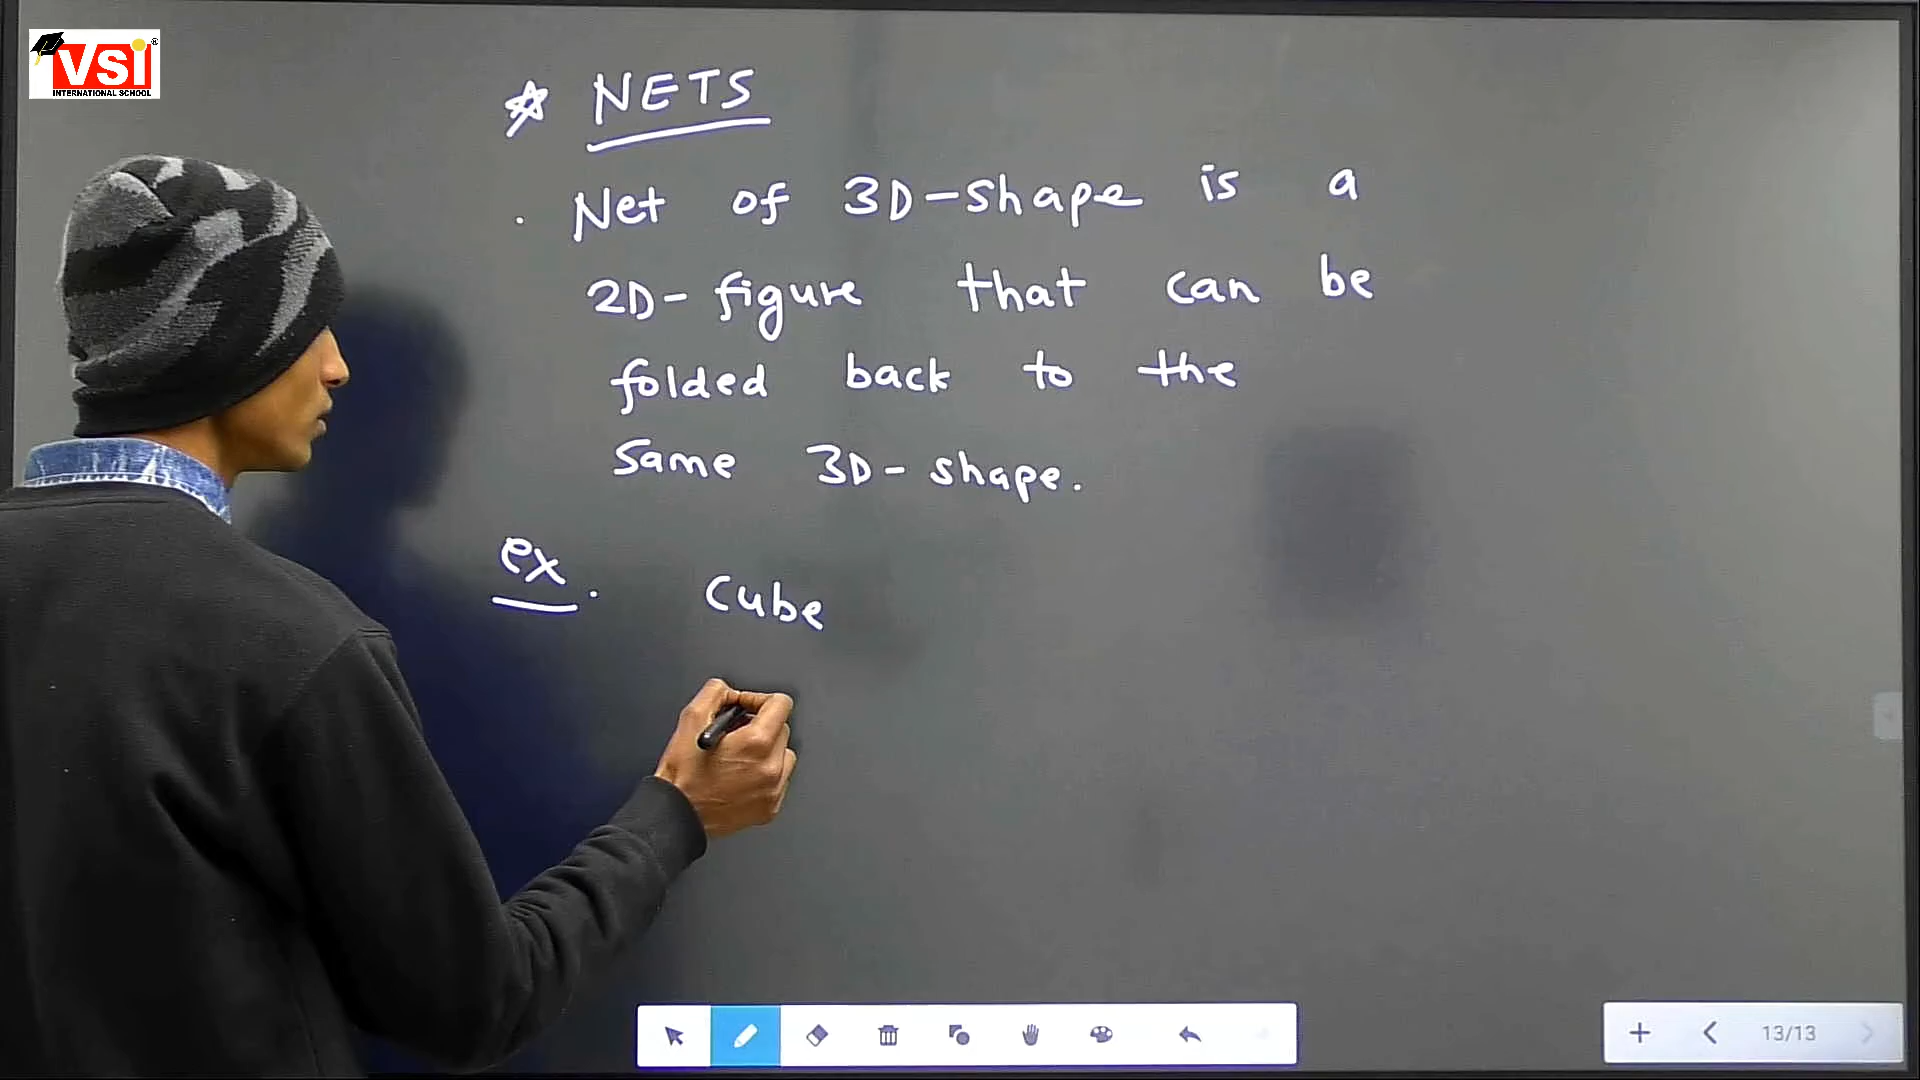 VSI
INTERNATIONAL SCHOOL
NETS
Net of 3D-shape is a
2D-figure that can be
folded back to the
same 3D-shape.
ex. Cube
13/13